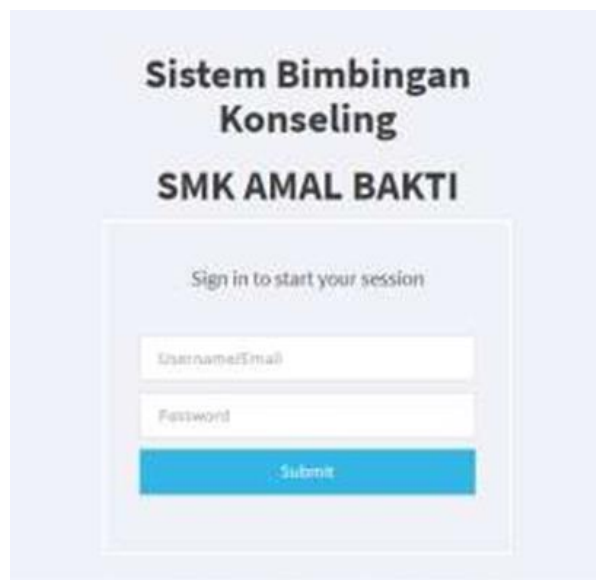 Sistem Bimbingan
Konseling
SMK AMAL BAKTI
Sign in to start your session
Username/Email
Password
Submit